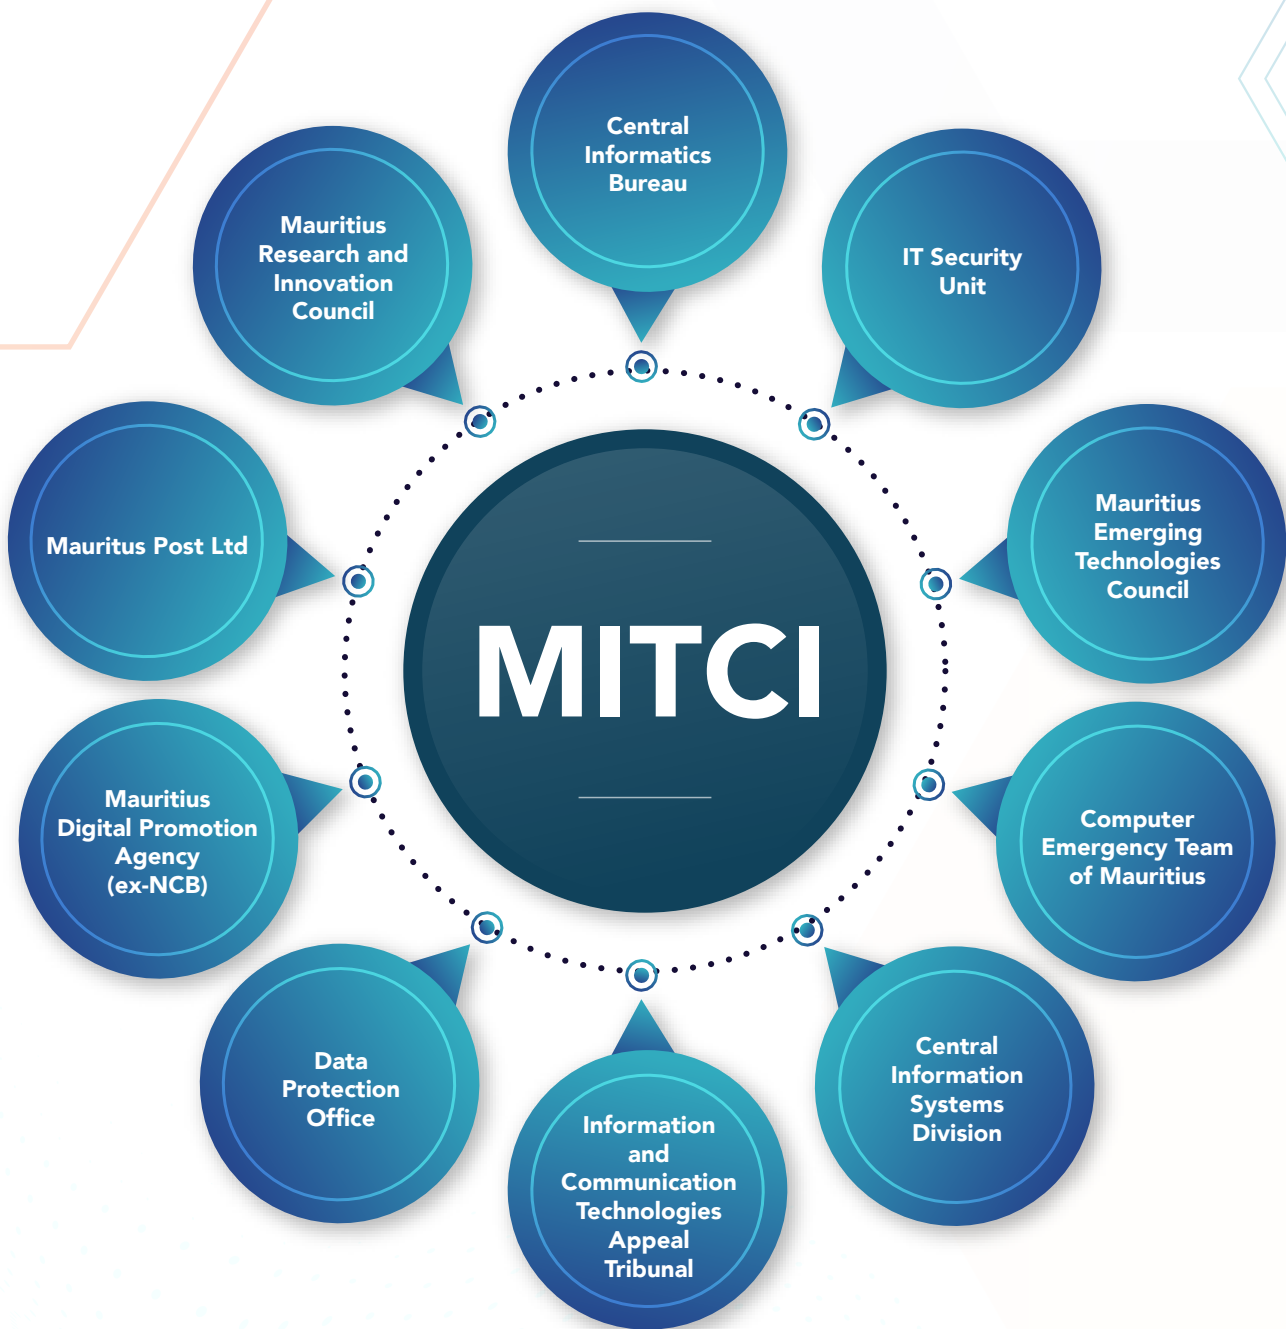 Central
Informatics
Bureau
IT Security
Unit
Mauritius
Emerging
Technologies
Council
Computer
Emergency Team
of Mauritius
Central
Information
Systems
Division
Information
and
Communication
Technologies
Appeal
Tribunal
Data
Protection
Office
Mauritius
Digital Promotion
Agency
(ex-NCB)
Mauritus Post Ltd
Mauritius
Research and
Innovation
Council
MITCI